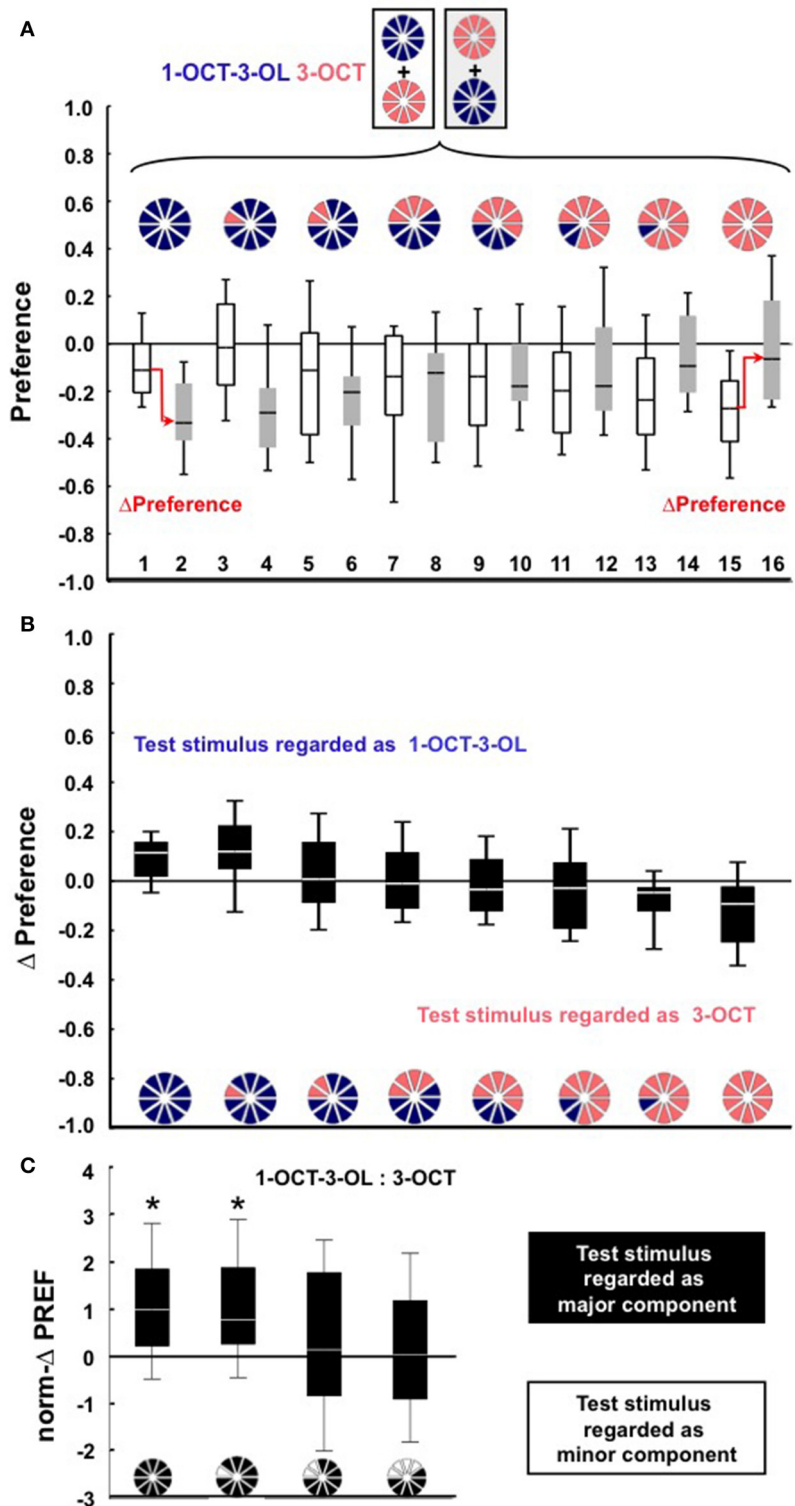 A
1-OCT-3-OL 3-OCT
+ +
1.0
0.8
0.6
0.4
0.2
0.0
-0.2
-0.4
-0.6
-0.8
-1.0
Preference
ΔPreference
ΔPreference
1 2 3 4 5 6 7 8 9 10 11 12 13 14 15 16
B
1.0
0.8
0.6
0.4
0.2
0.0
-0.2
-0.4
-0.6
-0.8
-1.0
Δ Preference
Test stimulus regarded as 1-OCT-3-OL
Test stimulus regarded as 3-OCT
C
4
3
2
1
0
-1
-2
-3
norm-Δ PREF
1-OCT-3-OL : 3-OCT
* *
Test stimulus
regarded as
major component
Test stimulus
regarded as
minor component